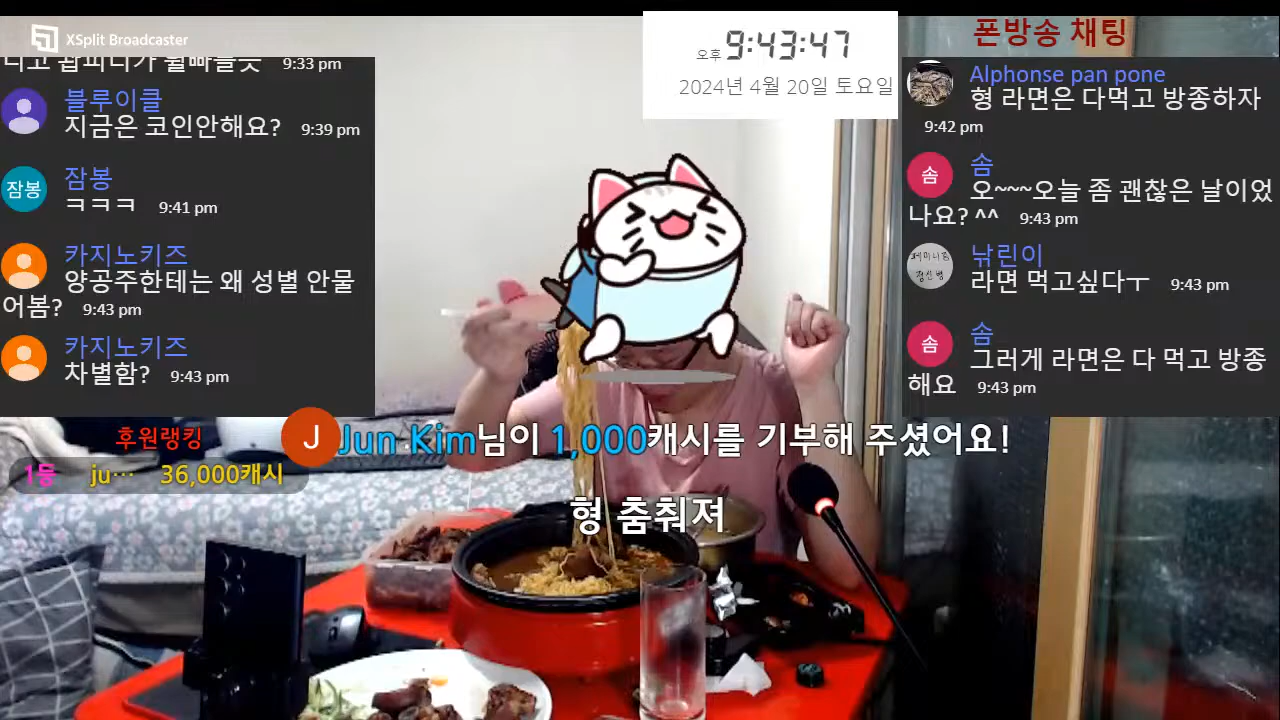 XSplit Broadcaster
9:33 pm
블루이클
지금은 코인안해요? 9:39 pm
잠봉
잠봉
ㅋㅋㅋ 9:41 pm
카지노키즈
양공주한테는 왜 성별 안물
어봄? 9:43 pm
카지노키즈
차별함? 9:43 pm
오후 9:43:47
2024년 4월 20일 토요일
폰방송 채팅
Alphonse pan pone
형 라면은 다먹고 방종하자
9:42 pm
솜
솜
오~~~오늘 좀 괜찮은 날이었
나요? ^^ 9:43 pm
낚린이
라면 먹고싶다ㅜ 9:43 pm
솜
솜
그러게 라면은 다 먹고 방종
해요 9:43 pm
후원랭킹
1등 ju… 36,000캐시
J
Jun Kim님이 1,000캐시를 기부해 주셨어요!
형 춤춰져